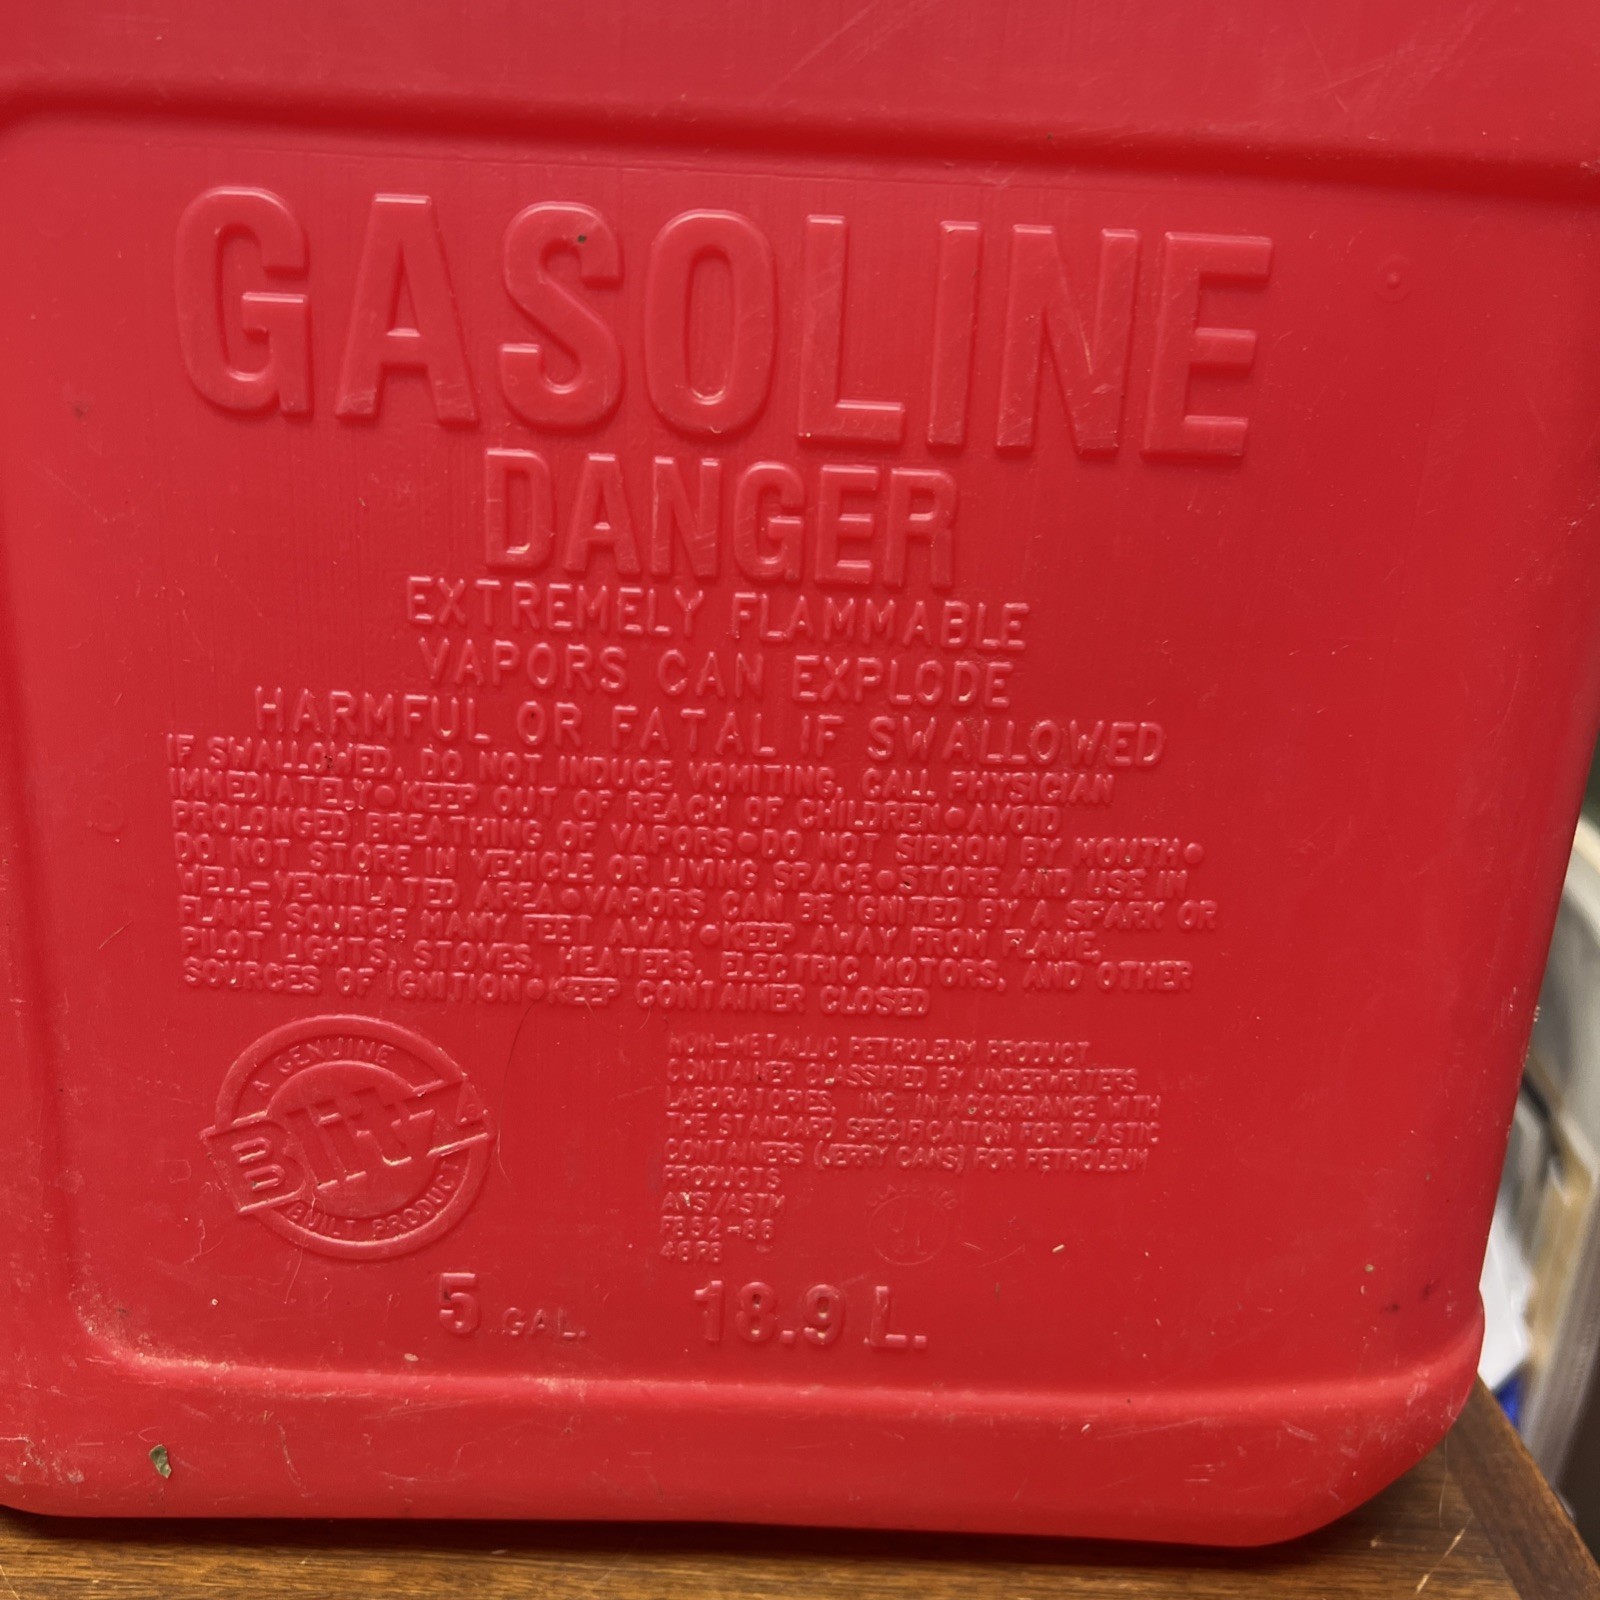 GASOLINE
DANGER
EXTREMELY FLAMMABLE
VAPORS CAN EXPLODE
HARMFUL OR FATAL IF SWALLOWED
IF SWALLOWED, DO NOT INDUCE VOMITING, CALL PHYSICIAN
IMMEDIATELY•KEEP OUT OF REACH OF CHILDREN•AVOID
PROLONGED BREATHING OF VAPORS•DO NOT SIPHON BY MOUTH•
DO NOT STORE IN VEHICLE OR LIVING SPACE•STORE AND USE IN
WELL-VENTILATED AREA•VAPORS CAN BE IGNITED BY A SPARK OR
FLAME SOURCE MANY FEET AWAY•KEEP AWAY FROM FLAME,
PILOT LIGHTS, STOVES, HEATERS, ELECTRIC MOTORS, AND OTHER
SOURCES OF IGNITION•KEEP CONTAINER CLOSED
A GENUINE
Blitz
BUILT PRODUCT
NON-METALLIC PETROLEUM PRODUCT
CONTAINER CLASSIFIED BY UNDERWRITERS
LABORATORIES, INC. IN ACCORDANCE WITH
THE STANDARD SPECIFICATION FOR PLASTIC
CONTAINERS (JERRY CANS) FOR PETROLEUM
PRODUCTS
ANSI/ASTM
F852-86
48P8
5 GAL. 18.9 L.